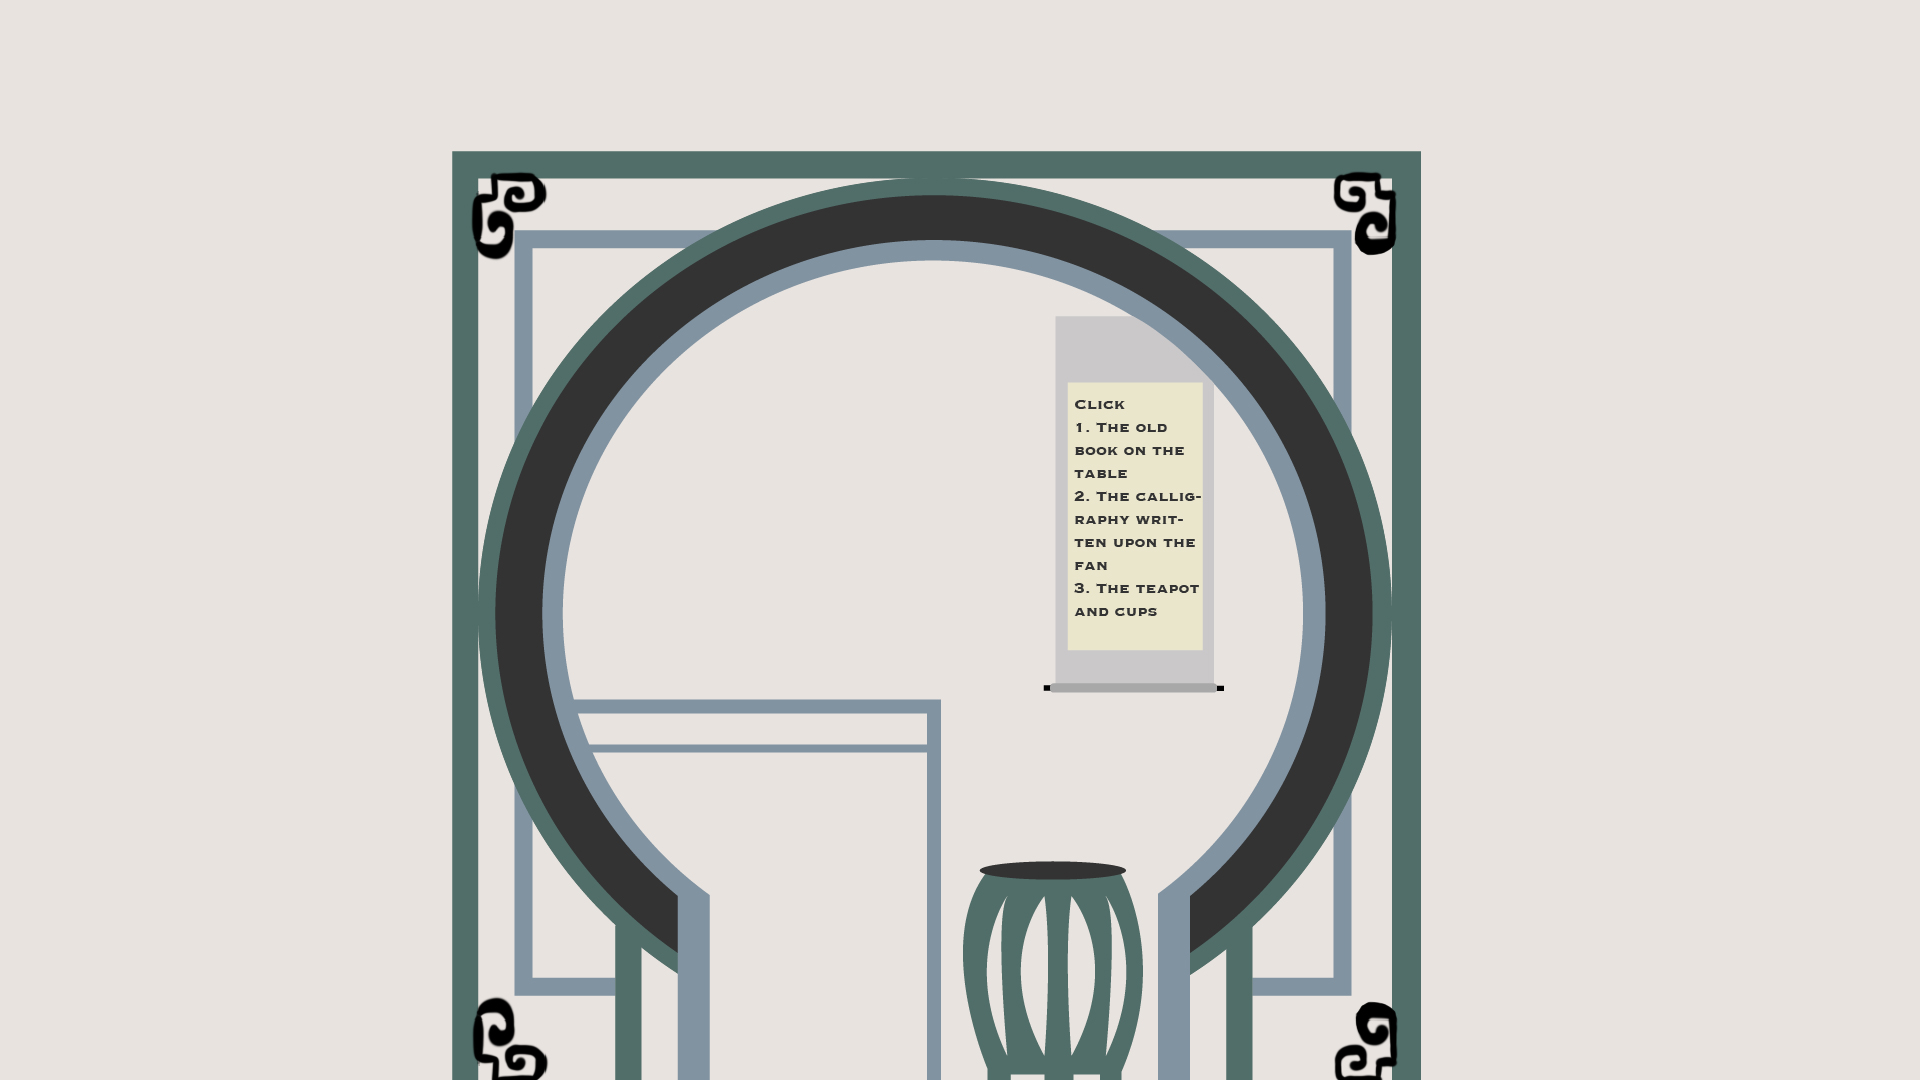 Click
1. The old
book on the
table
2. The callig-
raphy writ-
ten upon the
fan
3. The teapot
and cups